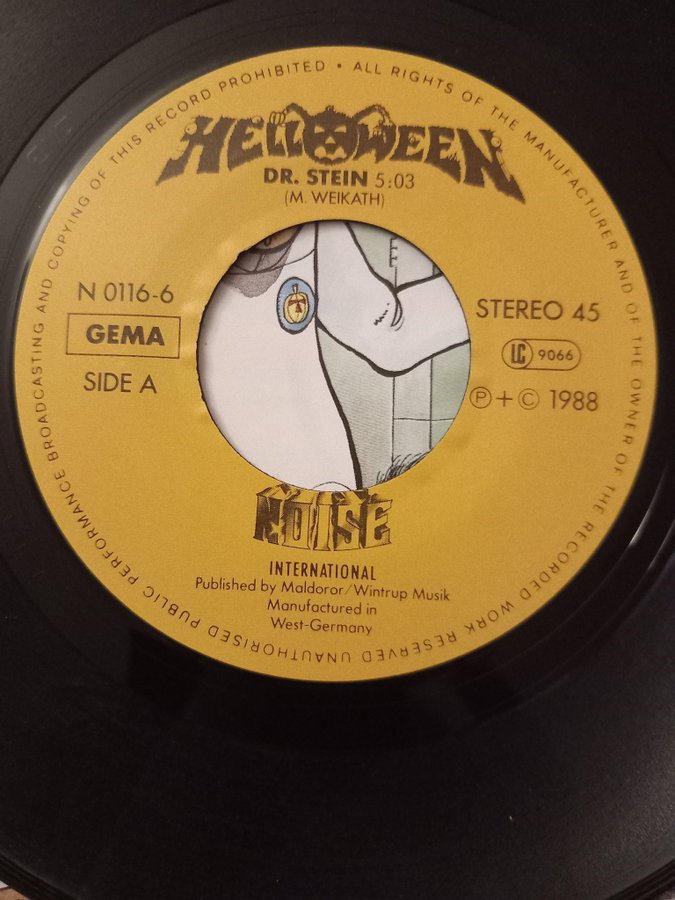 HELLOWEEN
DR. STEIN 5:03
(M. WEIKATH)
N 0116-6
GEMA
SIDE A
STEREO 45
LC 9066
Ⓟ+© 1988
NOISE
INTERNATIONAL
Published by Maldoror/Wintrup Musik
Manufactured in
West-Germany
• ALL RIGHTS OF THE MANUFACTURER AND OF THE OWNER OF THE RECORDED WORK RESERVED UNAUTHORISED PUBLIC PERFORMANCE BROADCASTING AND COPYING OF THIS RECORD PROHIBITED